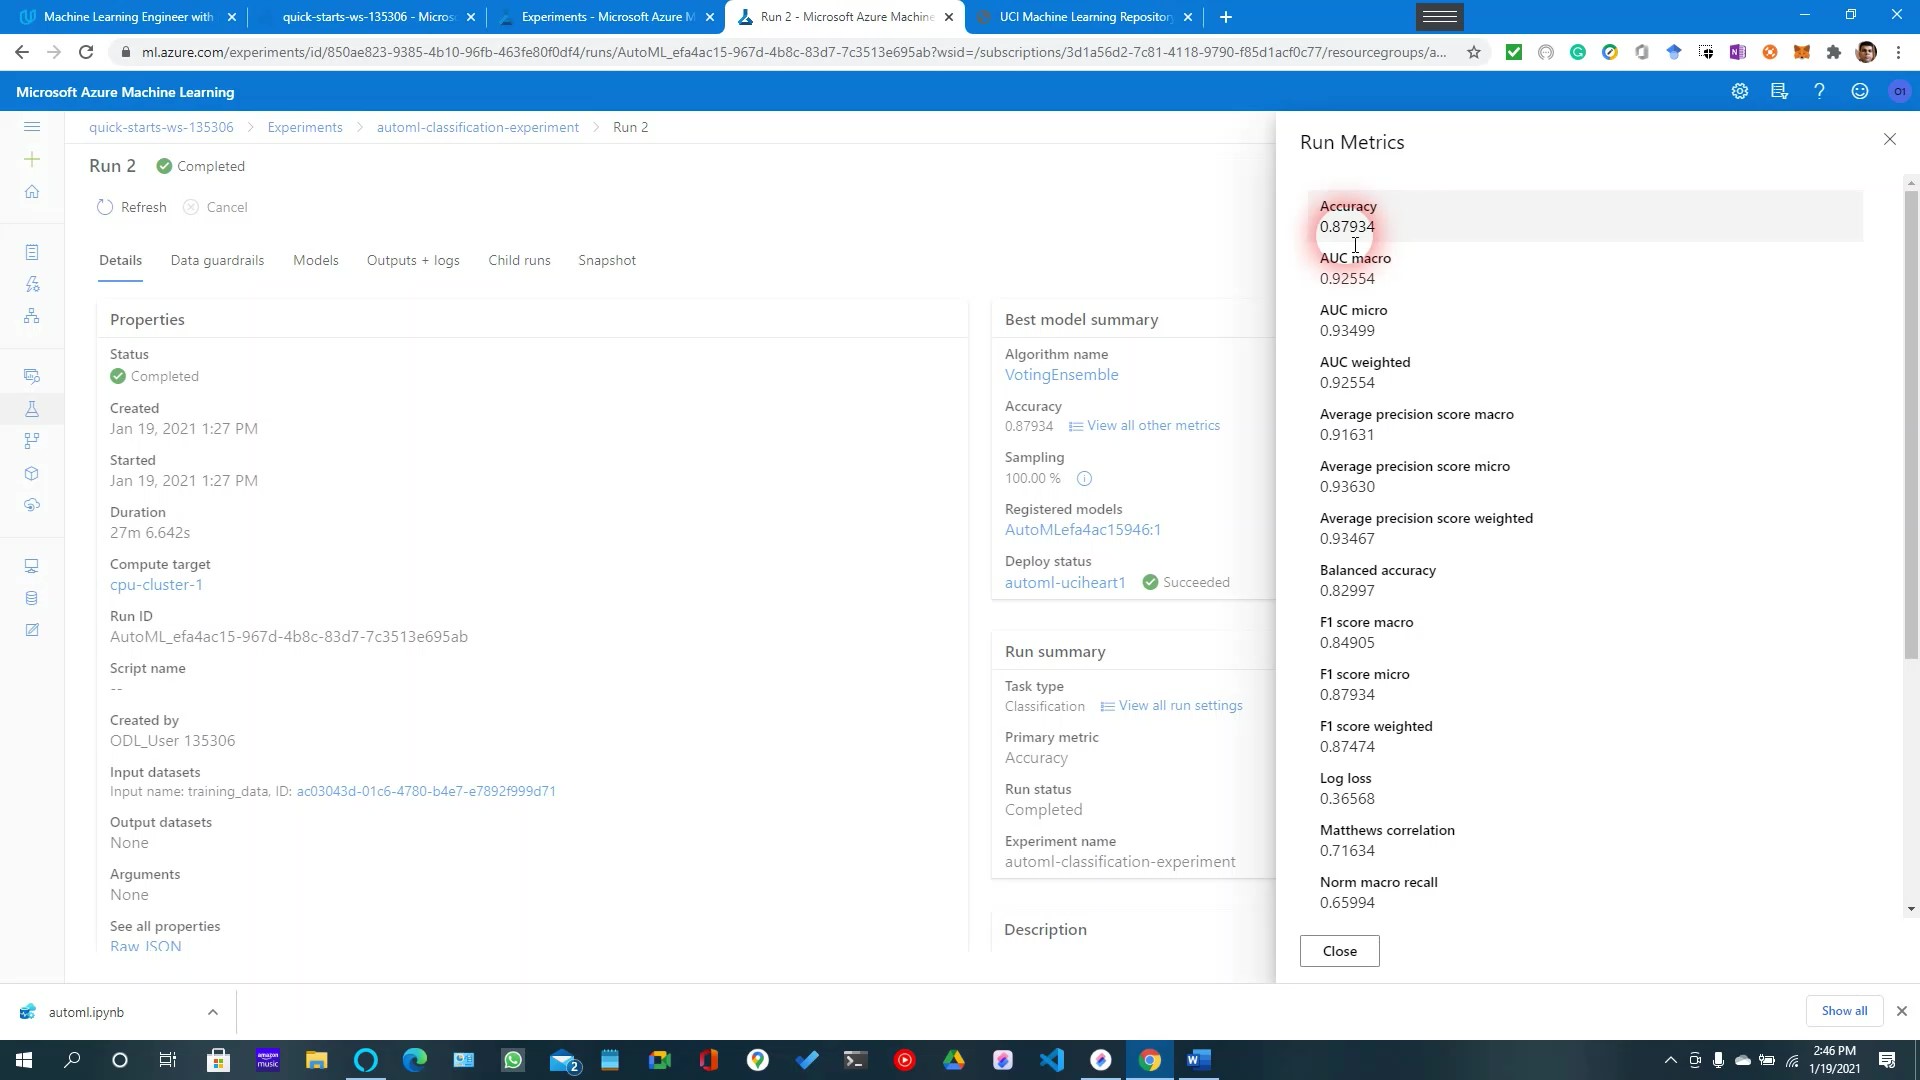 Machine Learning Engineer with
quick-starts-ws-135306 - Micros
Experiments - Microsoft Azure M
Run 2 - Microsoft Azure Machine
UCI Machine Learning Repository
ml.azure.com/experiments/id/850ae823-9385-4b10-96fb-463fe80f0df4/runs/AutoML_efa4ac15-967d-4b8c-83d7-7c3513e695ab?wsid=/subscriptions/3d1a56d2-7c81-4118-9790-f85d1acf0c77/resourcegroups/a...
Microsoft Azure Machine Learning
O1
quick-starts-ws-135306 > Experiments > automl-classification-experiment > Run 2
Run 2 Completed
Refresh Cancel
Details Data guardrails Models Outputs + logs Child runs Snapshot
Properties
Status
Completed
Created
Jan 19, 2021 1:27 PM
Started
Jan 19, 2021 1:27 PM
Duration
27m 6.642s
Compute target
cpu-cluster-1
Run ID
AutoML_efa4ac15-967d-4b8c-83d7-7c3513e695ab
Script name
--
Created by
ODL_User 135306
Input datasets
Input name: training_data, ID: ac03043d-01c6-4780-b4e7-e7892f999d71
Output datasets
None
Arguments
None
See all properties
Raw JSON
Best model summary
Algorithm name
VotingEnsemble
Accuracy
0.87934 View all other metrics
Sampling
100.00 %
Registered models
AutoMLefa4ac15946:1
Deploy status
automl-uciheart1 Succeeded
Run summary
Task type
Classification View all run settings
Primary metric
Accuracy
Run status
Completed
Experiment name
automl-classification-experiment
Description
Run Metrics
Accuracy
0.87934
AUC macro
0.92554
AUC micro
0.93499
AUC weighted
0.92554
Average precision score macro
0.91631
Average precision score micro
0.93630
Average precision score weighted
0.93467
Balanced accuracy
0.82997
F1 score macro
0.84905
F1 score micro
0.87934
F1 score weighted
0.87474
Log loss
0.36568
Matthews correlation
0.71634
Norm macro recall
0.65994
Close
automl.ipynb
Show all
amazon music
2
2:46 PM
1/19/2021